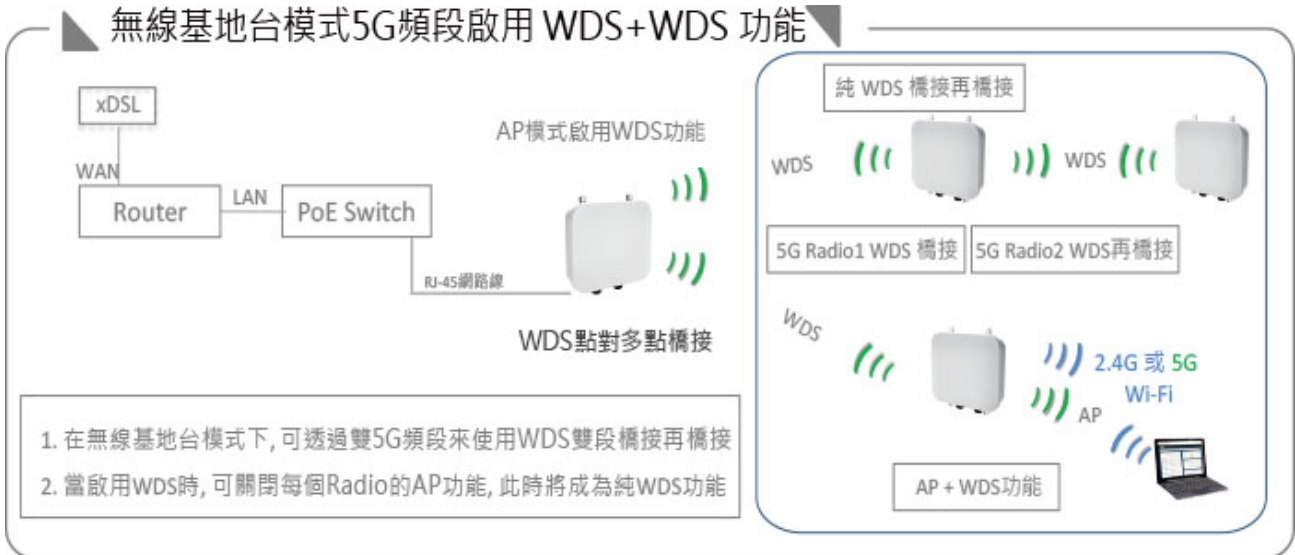 無線基地台模式5G頻段啟用 WDS+WDS 功能
xDSL
WAN
Router
LAN
PoE Switch
RJ-45網路線
AP模式啟用WDS功能
WDS點對多點橋接
1. 在無線基地台模式下, 可透過雙5G頻段來使用WDS雙段橋接再橋接
2. 當啟用WDS時, 可關閉每個Radio的AP功能, 此時將成為純WDS功能
純 WDS 橋接再橋接
WDS
WDS
5G Radio1 WDS 橋接
5G Radio2 WDS再橋接
WDS
2.4G 或 5G
Wi-Fi
AP
AP + WDS功能